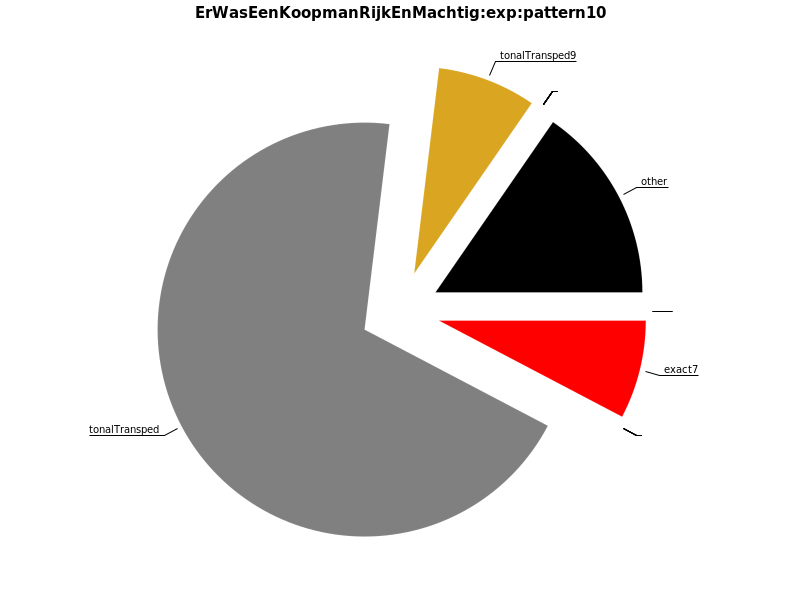 ErWasEenKoopmanRijkEnMachtig:exp:pattern10
tonalTransped9
other
exact7
tonalTransped